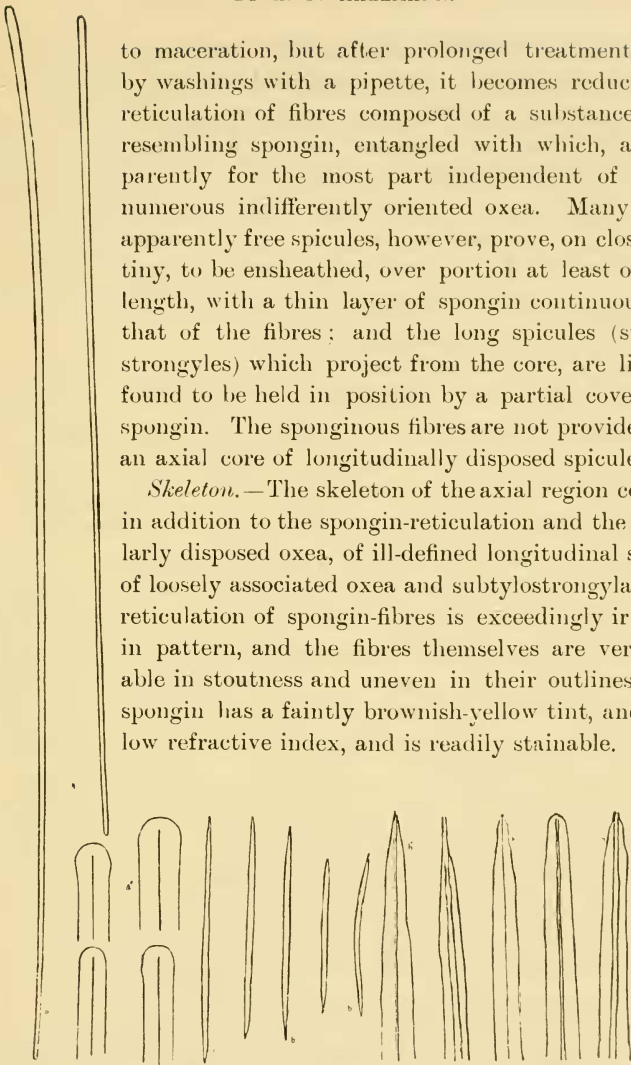 to maceration, but after prolonged treatment
by washings with a pipette, it becomes reduc
reticulation of fibres composed of a substance
resembling spongin, entangled with which, a
parently for the most part independent of
numerous indifferently oriented oxea. Many
apparently free spicules, however, prove, on clos
tiny, to be ensheathed, over portion at least o
length, with a thin layer of spongin continuou
that of the fibres; and the long spicules (s
strongyles) which project from the core, are li
found to be held in position by a partial cove
spongin. The sponginous fibres are not provide
an axial core of longitudinally disposed spicule
Skeleton.—The skeleton of the axial region co
in addition to the spongin-reticulation and the
larly disposed oxea, of ill-defined longitudinal s
of loosely associated oxea and subtylostrongyla
reticulation of spongin-fibres is exceedingly ir
in pattern, and the fibres themselves are ver
able in stoutness and uneven in their outlines
spongin has a faintly brownish-yellow tint, and
low refractive index, and is readily stainable.
a'
b
b